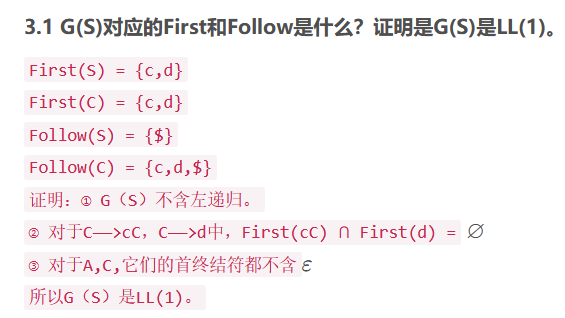 3.1 G(S)对应的First和Follow是什么？证明是G(S)是LL(1)。
First(S) = {c,d}
First(C) = {c,d}
Follow(S) = {$}
Follow(C) = {c,d,$}
证明：① G（S）不含左递归。
② 对于C——>cC，C——>d中，First(cC) ∩ First(d) = ∅
③ 对于A,C,它们的首终结符都不含 ε
所以G（S）是LL(1)。